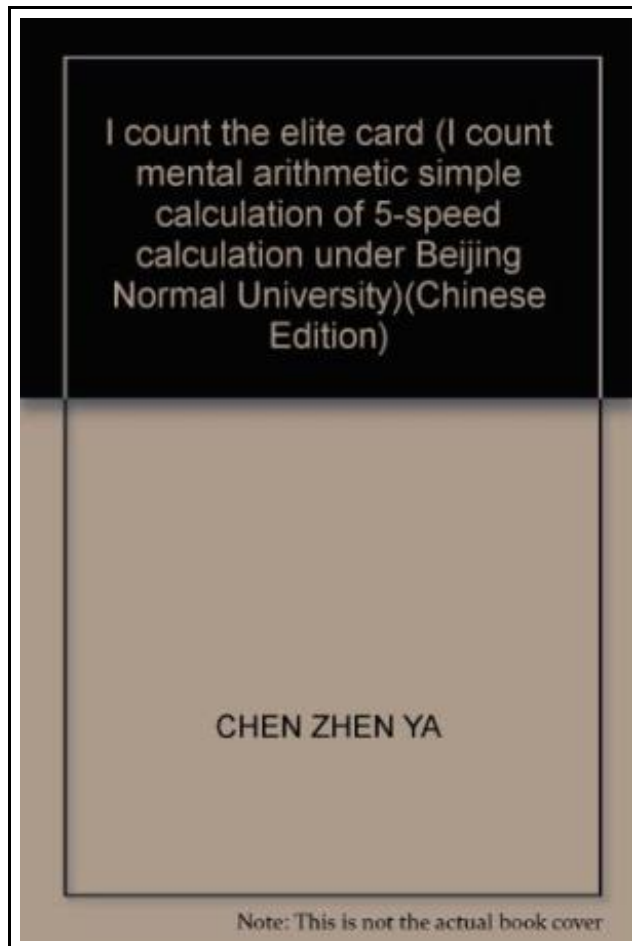 I count the elite card (I count
mental arithmetic simple
calculation of 5-speed
calculation under Beijing
Normal University)(Chinese
Edition)
CHEN ZHEN YA
Note: This is not the actual book cover